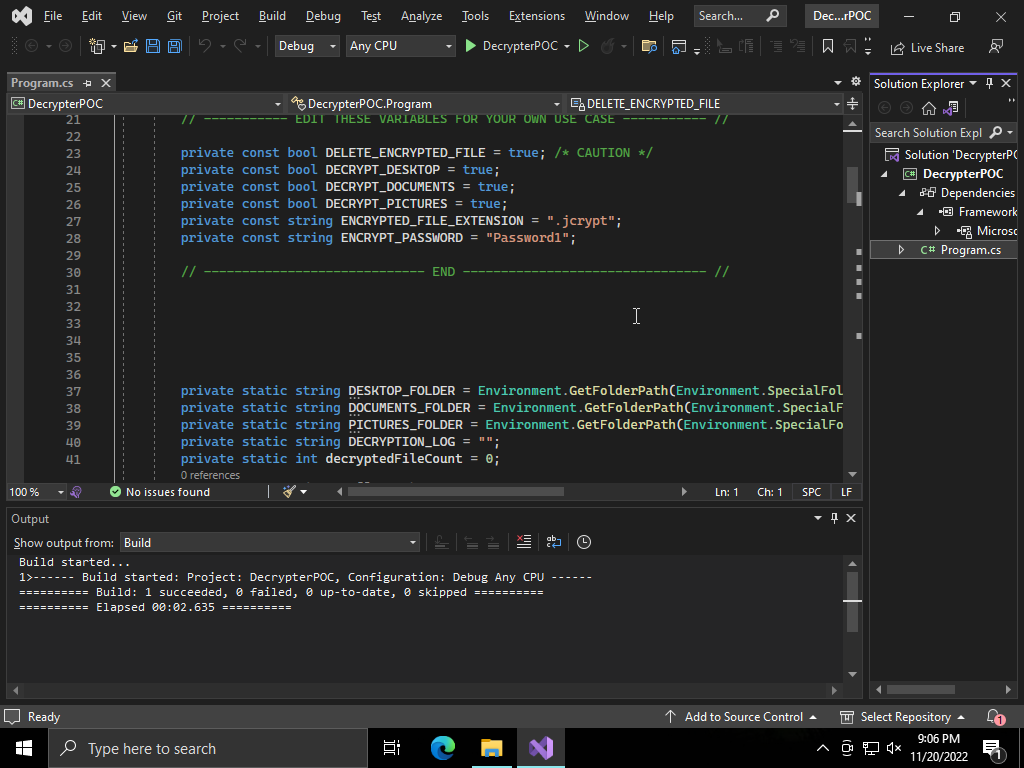 File Edit View Git Project Build Debug Test Analyze Tools Extensions Window Help Search... Dec...rPOC
Debug Any CPU DecrypterPOC Live Share
Program.cs
DecrypterPOC DecrypterPOC.Program DELETE_ENCRYPTED_FILE
21 // ----------- EDIT THESE VARIABLES FOR YOUR OWN USE CASE ----------- //
22
23 private const bool DELETE_ENCRYPTED_FILE = true; /* CAUTION */
24 private const bool DECRYPT_DESKTOP = true;
25 private const bool DECRYPT_DOCUMENTS = true;
26 private const bool DECRYPT_PICTURES = true;
27 private const string ENCRYPTED_FILE_EXTENSION = ".jcrypt";
28 private const string ENCRYPT_PASSWORD = "Password1";
29
30 // ----------------------------- END -------------------------------- //
31
32
33
34
35
36
37 private static string DESKTOP_FOLDER = Environment.GetFolderPath(Environment.SpecialFol
38 private static string DOCUMENTS_FOLDER = Environment.GetFolderPath(Environment.SpecialF
39 private static string PICTURES_FOLDER = Environment.GetFolderPath(Environment.SpecialFo
40 private static string DECRYPTION_LOG = "";
41 private static int decryptedFileCount = 0;
0 references
100 % No issues found Ln: 1 Ch: 1 SPC LF
Solution Explorer
Search Solution Expl
Solution 'DecrypterPO
C# DecrypterPOC
Dependencies
Framework
Microso
C# Program.cs
Output
Show output from: Build
Build started...
1>------ Build started: Project: DecrypterPOC, Configuration: Debug Any CPU ------
========== Build: 1 succeeded, 0 failed, 0 up-to-date, 0 skipped ==========
========== Elapsed 00:02.635 ==========
Ready Add to Source Control Select Repository 1
Type here to search
9:06 PM
11/20/2022
1